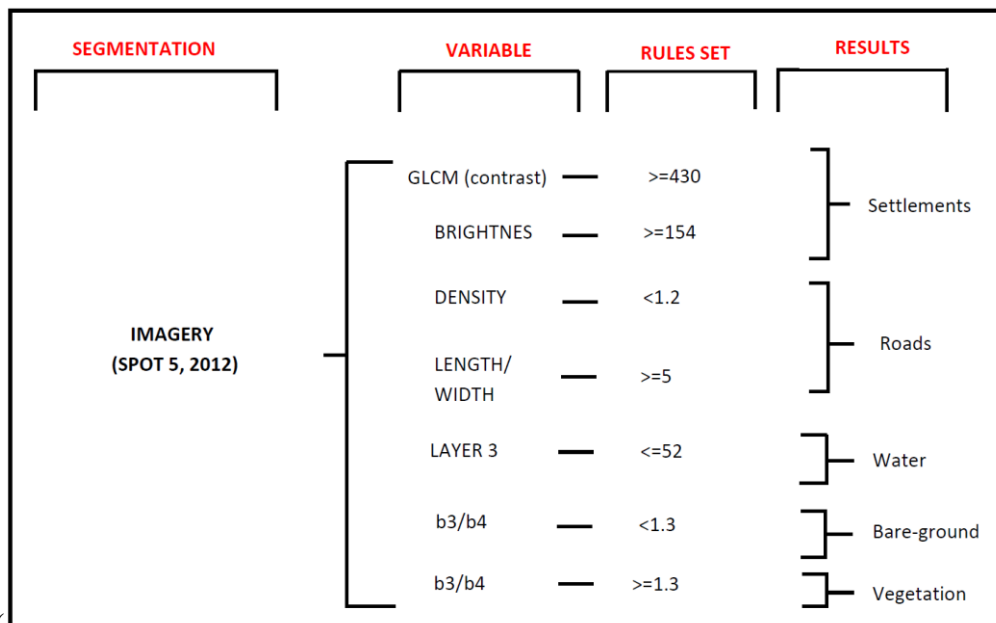 SEGMENTATION VARIABLE RULES SET RESULTS
GLCM (contrast) >=430
Settlements
BRIGHTNES >=154
DENSITY <1.2
IMAGERY
(SPOT 5, 2012)
Roads
LENGTH/
WIDTH
>=5
LAYER 3 <=52
Water
b3/b4 <1.3
Bare-ground
b3/b4 >=1.3
Vegetation